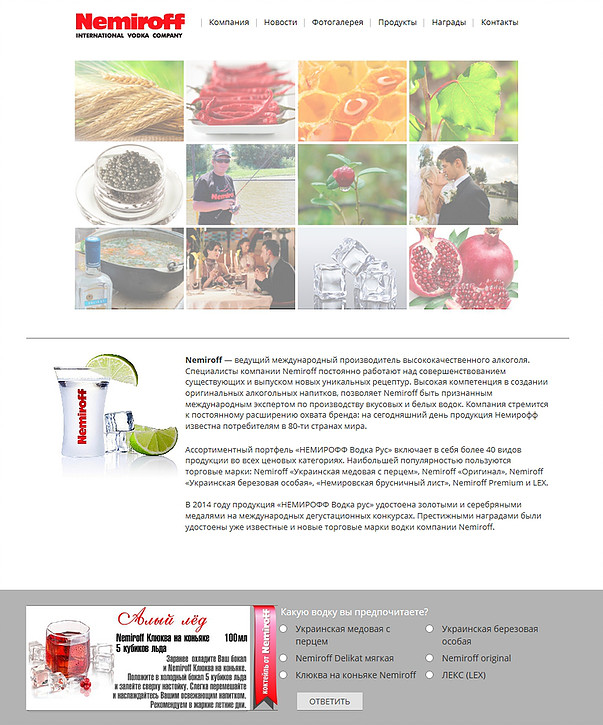 Nemiroff
INTERNATIONAL VODKA COMPANY
Компания
Новости
Фотогалерея
Продукты
Награды
Контакты
Nemiroff
Nemiroff — ведущий международный производитель высококачественного алкоголя.
Специалисты компании Nemiroff постоянно работают над совершенствованием
существующих и выпуском новых уникальных рецептур. Высокая компетенция в создании
оригинальных алкогольных напитков, позволяет Nemiroff быть признанным
международным экспертом по производству вкусовых и белых водок. Компания стремится
к постоянному расширению охвата бренда: на сегодняшний день продукция Немирофф
известна потребителям в 80-ти странах мира.
Nemiroff
Ассортиментный портфель «НЕМИРОФФ Водка Рус» включает в себя более 40 видов
продукции во всех ценовых категориях. Наибольшей популярностью пользуются
торговые марки: Nemiroff «Украинская медовая с перцем», Nemiroff «Оригинал», Nemiroff
«Украинская березовая особая», «Немировская брусничный лист», Nemiroff Premium и LEX.
В 2014 году продукция «НЕМИРОФФ Водка рус» удостоена золотыми и серебряными
медалями на международных дегустационных конкурсах. Престижными наградами были
удостоены уже известные и новые торговые марки водки компании Nemiroff.
Алый лёд
Nemiroff Клюква на коньяке 100мл
5 кубиков льда
Заранее охладите Ваш бокал
и Nemiroff Клюква на коньяке.
Положите в холодный бокал 5 кубиков льда
и залейте сверху настойку. Слегка перемешайте
и наслаждайтесь Вашим освежающим напитком.
Рекомендуем в жаркие летние дни.
коктейль от Nemiroff
Какую водку вы предпочитаете?
Украинская медовая с
перцем
Украинская березовая
особая
Nemiroff Delikat мягкая
Nemiroff original
Клюква на коньяке Nemiroff
ЛЕКС (LEX)
ОТВЕТИТЬ